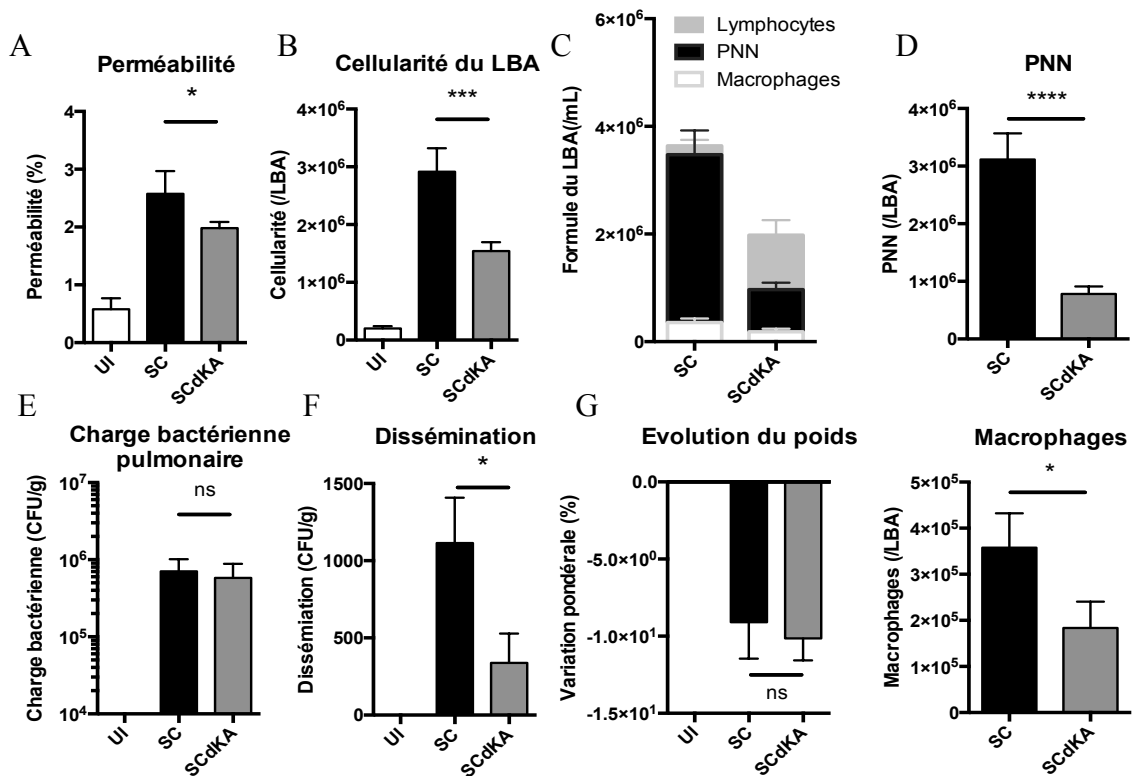 A
Perméabilité
*
Perméabilité (%)
4
3
2
1
0
UI
SC
SCdKA
B
Cellularité du LBA
***
Cellularité (/LBA)
4×10⁶
3×10⁶
2×10⁶
1×10⁶
0
UI
SC
SCdKA
C
Lymphocytes
PNN
Macrophages
Formule du LBA(/mL)
6×10⁶
4×10⁶
2×10⁶
0
SC
SCdKA
D
PNN
****
PNN (/LBA)
4×10⁶
3×10⁶
2×10⁶
1×10⁶
0
SC
SCdKA
E
Charge bactérienne
pulmonaire
ns
Charge bactérienne (CFU/g)
10⁷
10⁶
10⁵
10⁴
UI
SC
SCdKA
F
Dissémination
*
Dissémiation (CFU/g)
1500
1000
500
0
UI
SC
SCdKA
G
Evolution du poids
Variation pondérale (%)
0.0
-5.0×10⁰
-1.0×10¹
-1.5×10¹
ns
UI
SC
SCdKA
Macrophages
*
Macrophages (/LBA)
5×10⁵
4×10⁵
3×10⁵
2×10⁵
1×10⁵
0
SC
SCdKA